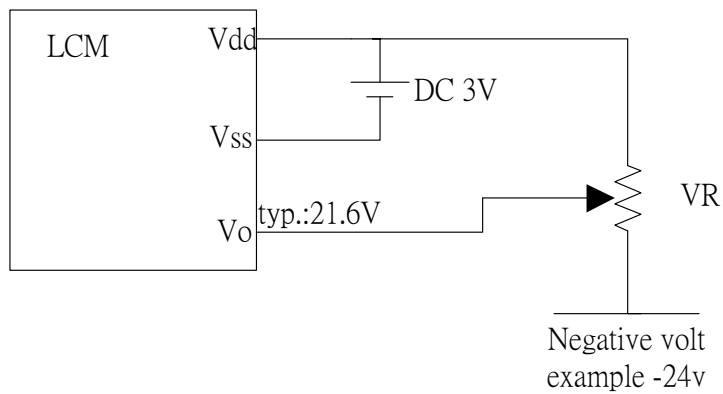 LCM
Vdd
DC 3V
Vss
VR
typ.:21.6V
Vo
Negative volt
example -24v